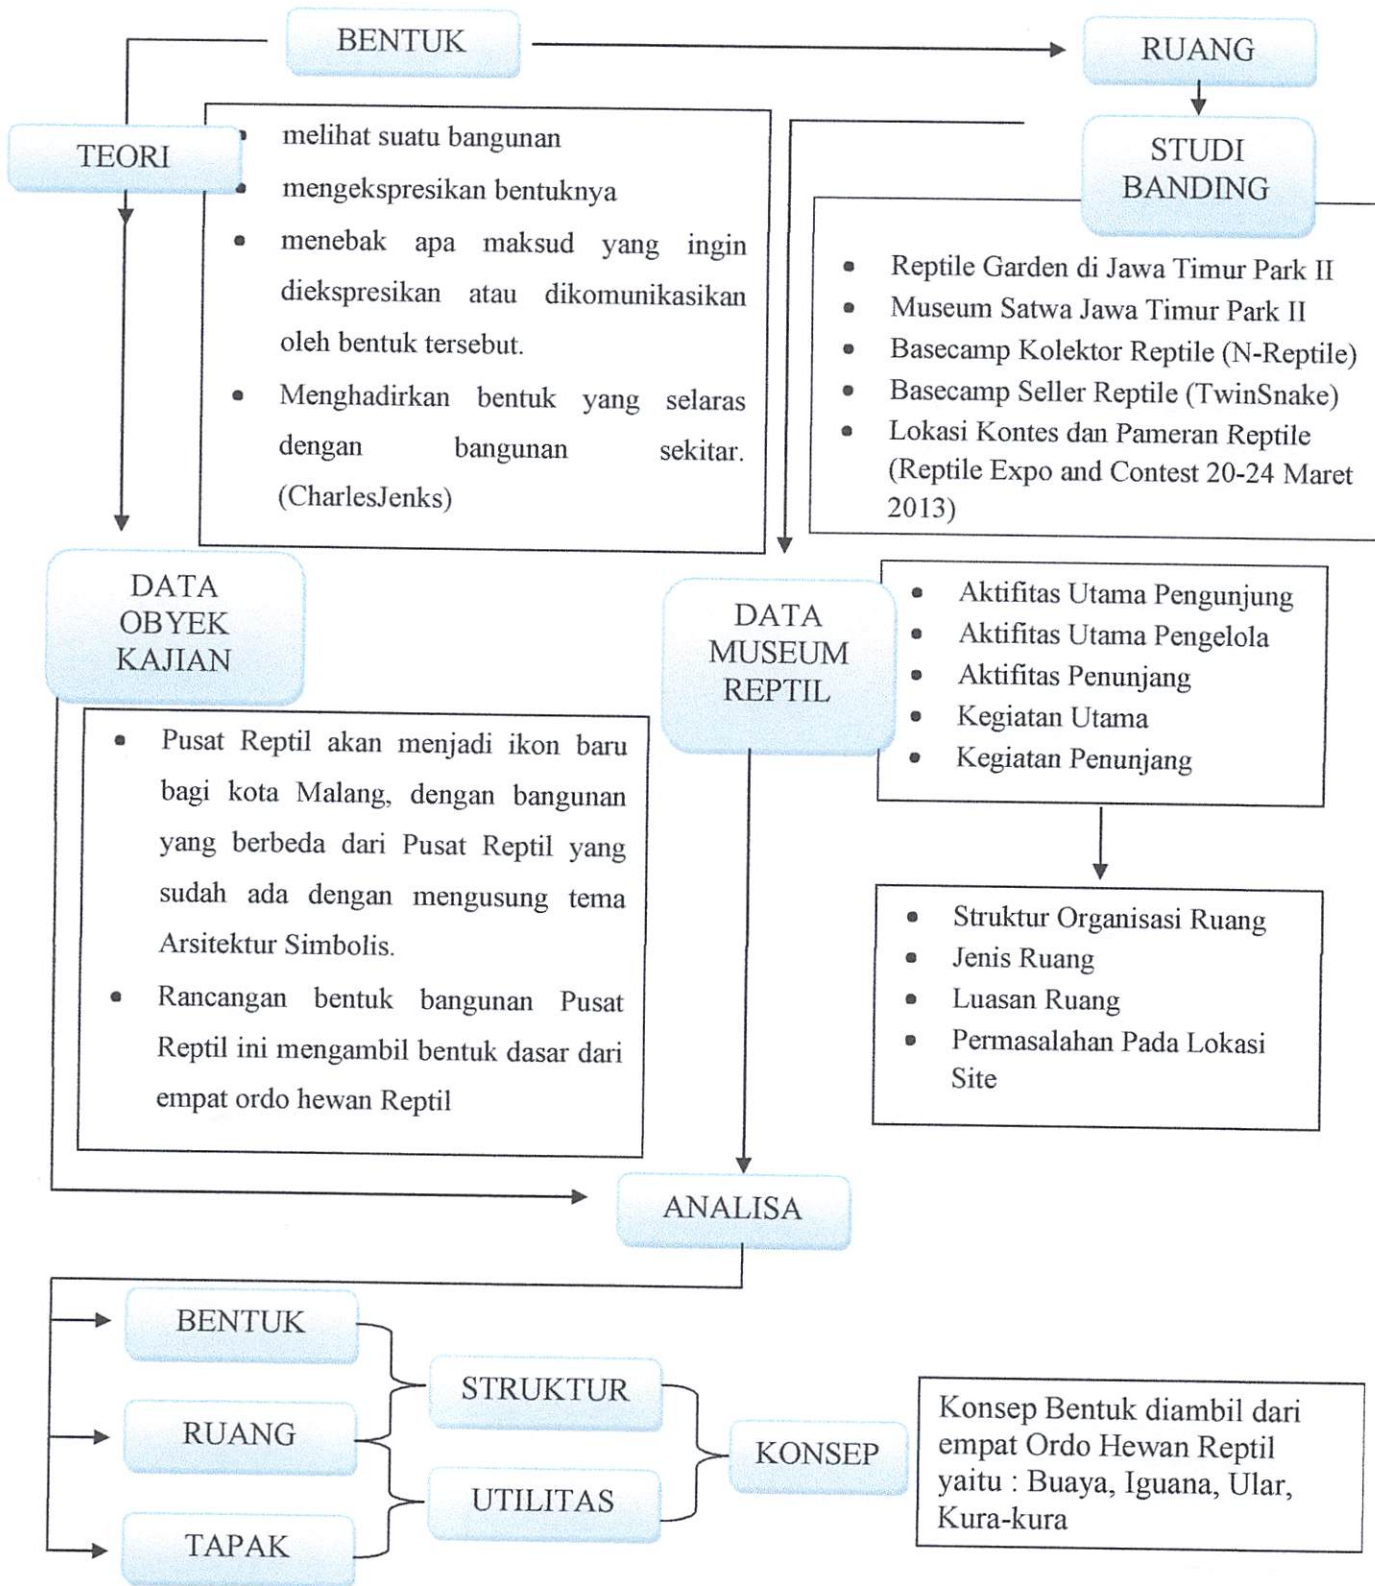 BENTUK
RUANG
TEORI
• melihat suatu bangunan
• mengekspresikan bentuknya
• menebak apa maksud yang ingin
diekspresikan atau dikomunikasikan
oleh bentuk tersebut.
• Menghadirkan bentuk yang selaras
dengan bangunan sekitar.
(CharlesJenks)
STUDI
BANDING
• Reptile Garden di Jawa Timur Park II
• Museum Satwa Jawa Timur Park II
• Basecamp Kolektor Reptile (N-Reptile)
• Basecamp Seller Reptile (TwinSnake)
• Lokasi Kontes dan Pameran Reptile
(Reptile Expo and Contest 20-24 Maret
2013)
DATA
OBYEK
KAJIAN
• Pusat Reptil akan menjadi ikon baru
bagi kota Malang, dengan bangunan
yang berbeda dari Pusat Reptil yang
sudah ada dengan mengusung tema
Arsitektur Simbolis.
• Rancangan bentuk bangunan Pusat
Reptil ini mengambil bentuk dasar dari
empat ordo hewan Reptil
DATA
MUSEUM
REPTIL
• Aktifitas Utama Pengunjung
• Aktifitas Utama Pengelola
• Aktifitas Penunjang
• Kegiatan Utama
• Kegiatan Penunjang
• Struktur Organisasi Ruang
• Jenis Ruang
• Luasan Ruang
• Permasalahan Pada Lokasi
Site
ANALISA
BENTUK
RUANG
TAPAK
STRUKTUR
UTILITAS
KONSEP
Konsep Bentuk diambil dari
empat Ordo Hewan Reptil
yaitu : Buaya, Iguana, Ular,
Kura-kura